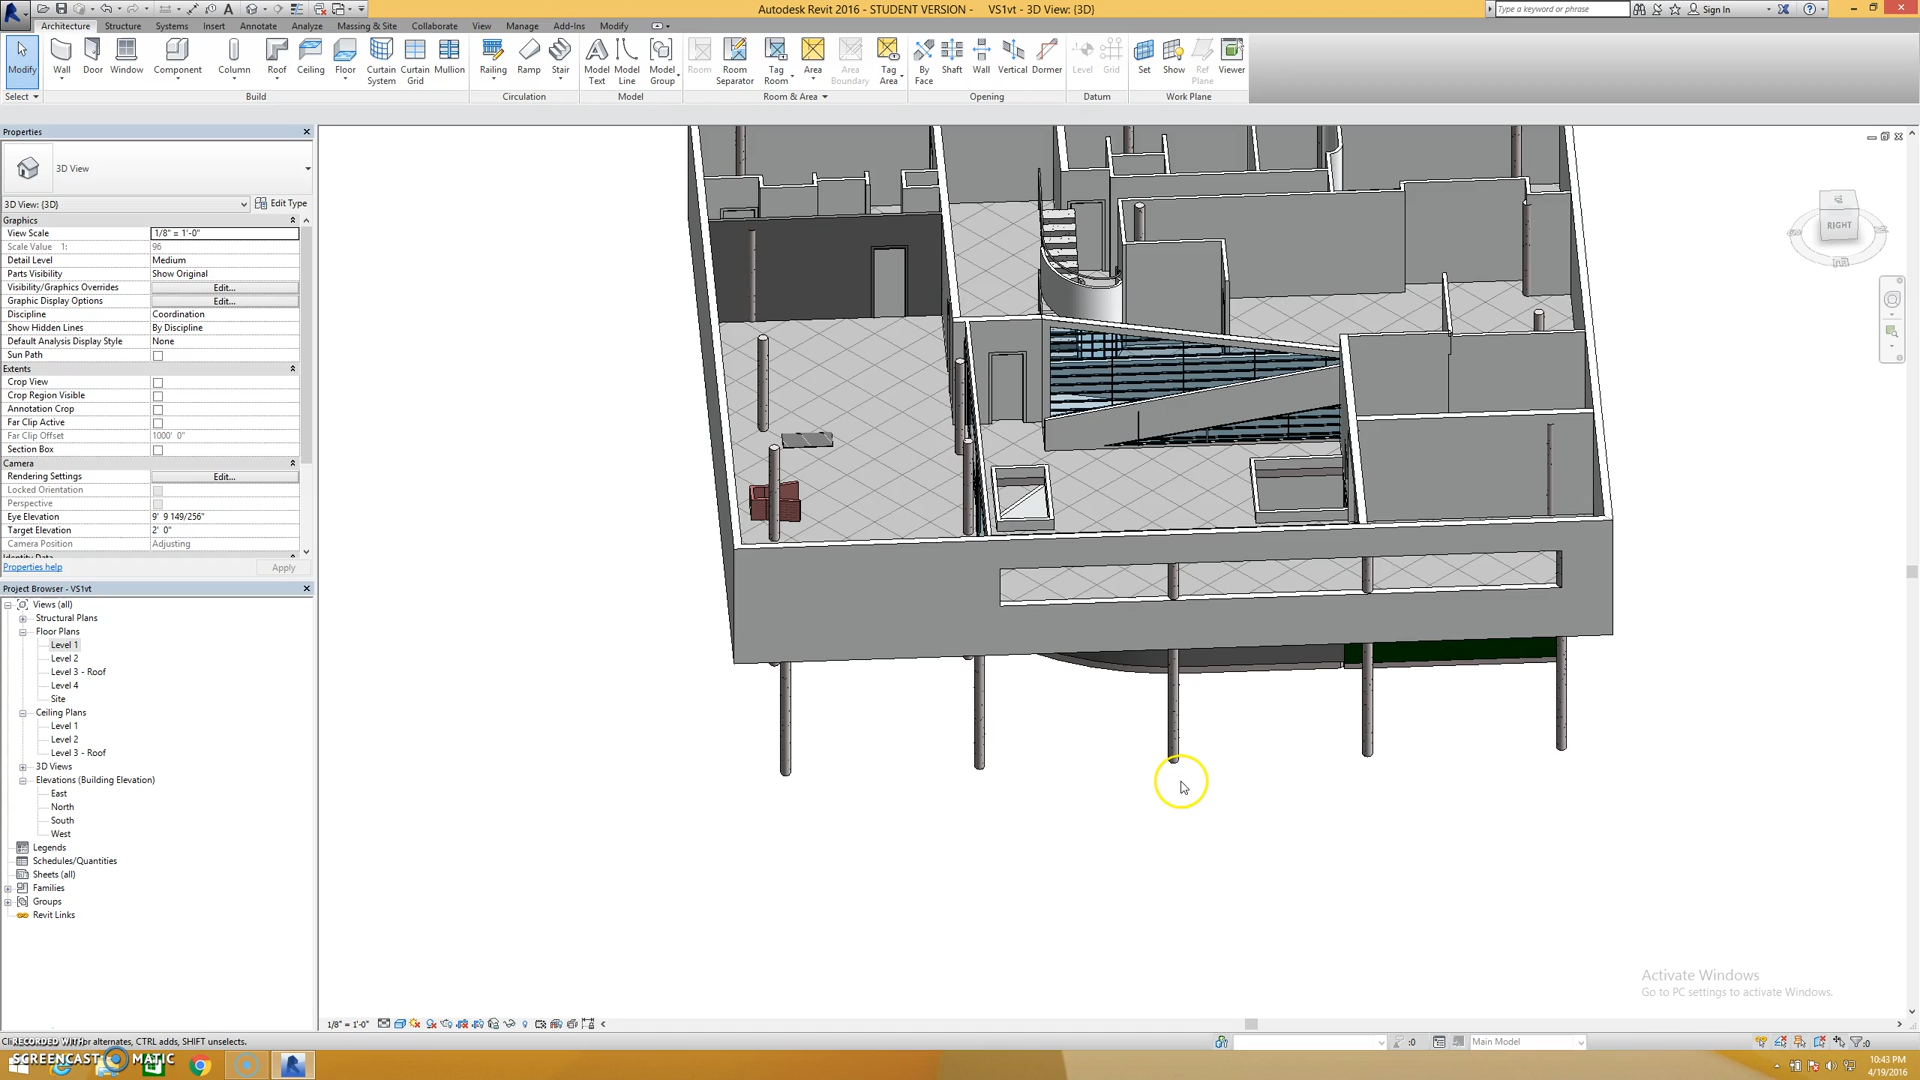 Autodesk Revit 2016 - STUDENT VERSION - VS1vt - 3D View: {3D}
Type a keyword or phrase
Sign In
Architecture Structure Systems Insert Annotate Analyze Massing & Site Collaborate View Manage Add-Ins Modify
Modify Wall Door Window Component Column Roof Ceiling Floor Curtain System Curtain Grid Mullion Railing Ramp Stair Model Text Model Line Model Group Room Room Separator Tag Room Area Area Boundary Tag Area By Face Shaft Wall Vertical Dormer Level Grid Set Show Ref Plane Viewer
Select Build Circulation Model Room & Area Opening Datum Work Plane
Properties
3D View
3D View: {3D} Edit Type
Graphics
View Scale 1/8" = 1'-0"
Scale Value 1: 96
Detail Level Medium
Parts Visibility Show Original
Visibility/Graphics Overrides Edit...
Graphic Display Options Edit...
Discipline Coordination
Show Hidden Lines By Discipline
Default Analysis Display Style None
Sun Path
Extents
Crop View
Crop Region Visible
Annotation Crop
Far Clip Active
Far Clip Offset 1000' 0"
Section Box
Camera
Rendering Settings Edit...
Locked Orientation
Perspective
Eye Elevation 9' 9 149/256"
Target Elevation 2' 0"
Camera Position Adjusting
Identity Data
Properties help Apply
Project Browser - VS1vt
Views (all)
Structural Plans
Floor Plans
Level 1
Level 2
Level 3 - Roof
Level 4
Site
Ceiling Plans
Level 1
Level 2
Level 3 - Roof
3D Views
Elevations (Building Elevation)
East
North
South
West
Legends
Schedules/Quantities
Sheets (all)
Families
Groups
Revit Links
RIGHT
Activate Windows
Go to PC settings to activate Windows.
1/8" = 1'-0"
for alternates, CTRL adds, SHIFT unselects.
:0 Main Model :0
RECORDED WITH
SCREENCAST MATIC
10:43 PM
4/19/2016